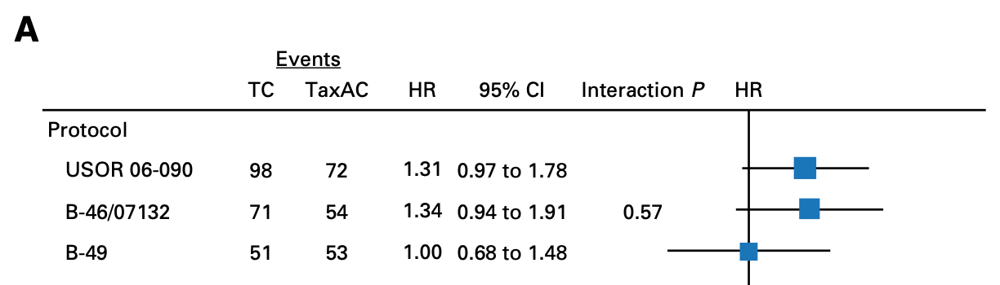 A
Events
TC TaxAC HR 95% CI Interaction P HR
Protocol
USOR 06-090 98 72 1.31 0.97 to 1.78
B-46/07132 71 54 1.34 0.94 to 1.91 0.57
B-49 51 53 1.00 0.68 to 1.48